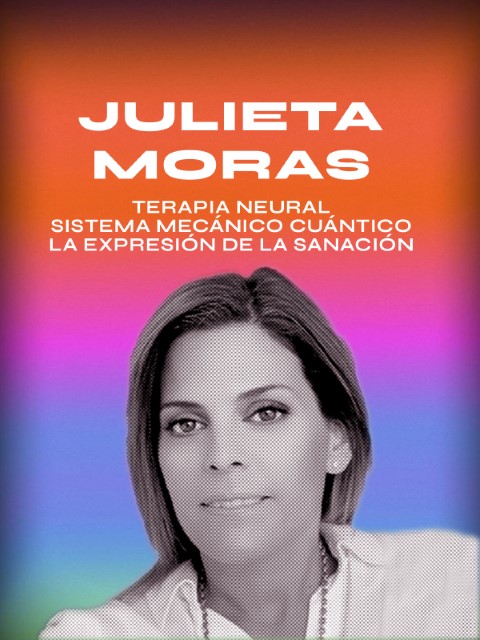 JULIETA
MORAS
TERAPIA NEURAL
SISTEMA MECÁNICO CUÁNTICO
LA EXPRESIÓN DE LA SANACIÓN